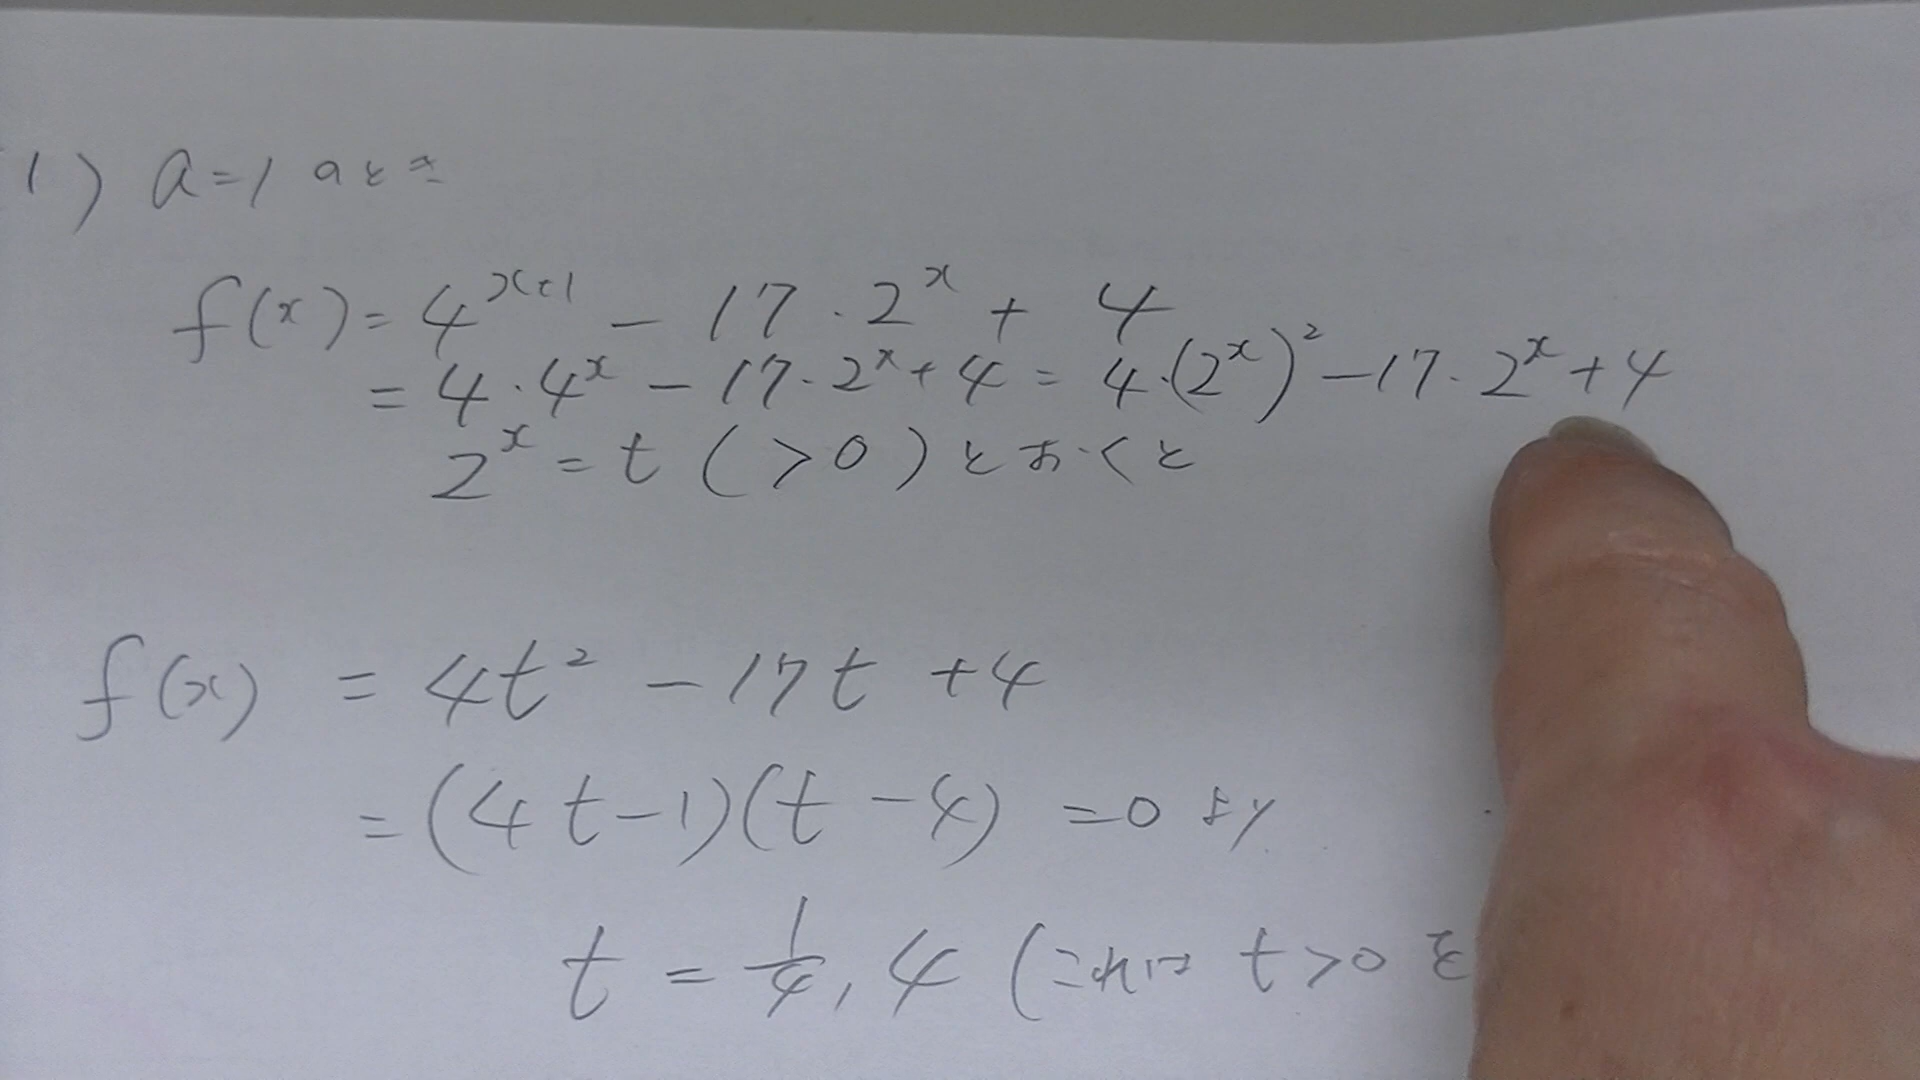 1) a=1のとき
f(x)=4^{x+1} - 17・2^x + 4
= 4・4^x - 17・2^x + 4 = 4・(2^x)^2 - 17・2^x + 4
2^x = t (>0) とおくと
f(x) = 4t^2 - 17t + 4
= (4t-1)(t-4) = 0 より
t = 1/4, 4 (これは t>0 を